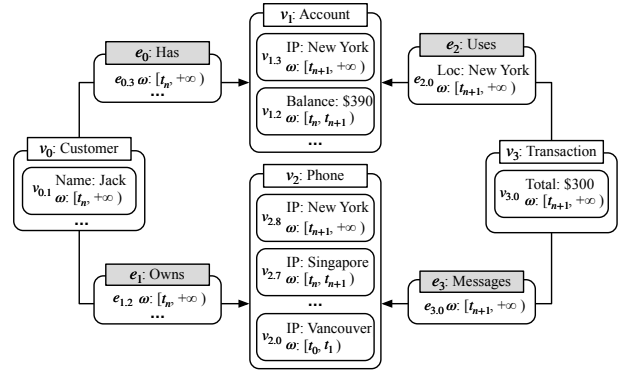 v1: Account
v1.3 IP: New York
ω: [tn+1, +∞ )
v1.2 Balance: $390
ω: [tn, tn+1 )
...
e0: Has
e0.3 ω: [tn, +∞ )
...
e2: Uses
e2.0 Loc: New York
ω: [tn+1, +∞ )
v0: Customer
v0.1 Name: Jack
ω: [tn, +∞ )
...
v3: Transaction
v3.0 Total: $300
ω: [tn+1, +∞ )
v2: Phone
v2.8 IP: New York
ω: [tn+1, +∞ )
v2.7 IP: Singapore
ω: [tn, tn+1 )
...
v2.0 IP: Vancouver
ω: [t0, t1 )
e1: Owns
e1.2 ω: [tn, +∞ )
...
e3: Messages
e3.0 ω: [tn+1, +∞ )